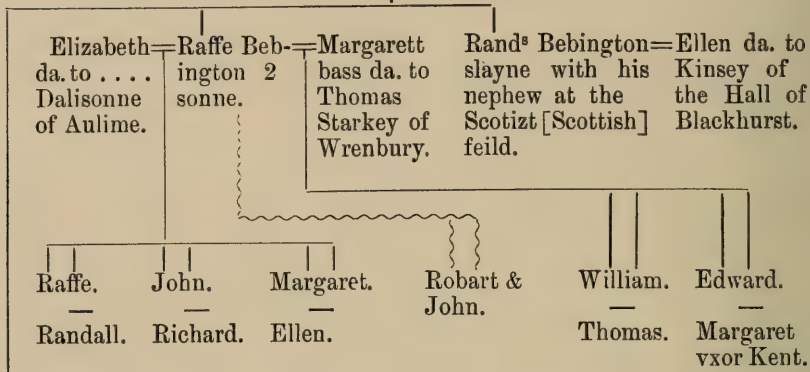 Elizabeth=Raffe Beb-=Margarett
da. to .... ington 2 bass da. to
Dalisonne sonne. Thomas
of Aulime. Starkey of
Wrenbury.
Randˢ Bebington=Ellen da. to
slayne with his Kinsey of
nephew at the the Hall of
Scotizt [Scottish] Blackhurst.
feild.
Raffe. John. Margaret. Robart & William. Edward.
John.
— — — — —
Randall. Richard. Ellen. Thomas. Margaret
vxor Kent.